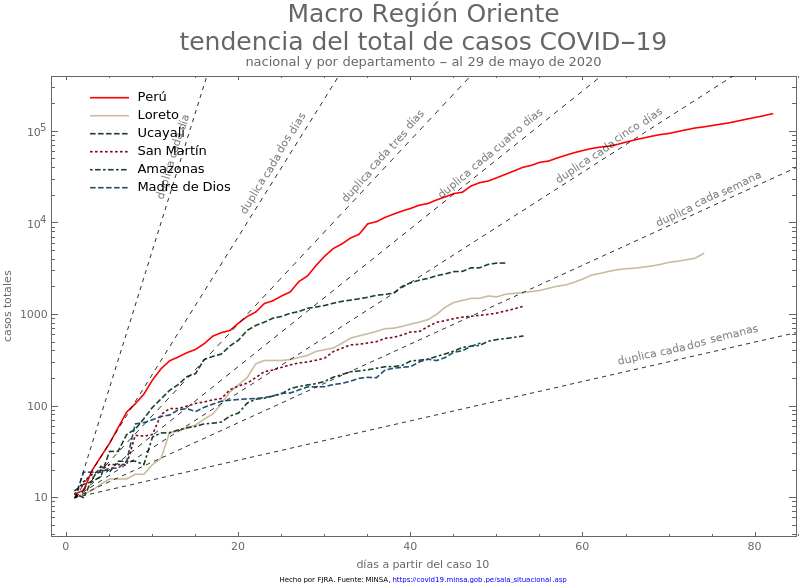 Macro Región Oriente
tendencia del total de casos COVID–19
nacional y por departamento – al 29 de mayo de 2020
Perú
Loreto
Ucayali
San Martín
Amazonas
Madre de Dios
duplica cada día
duplica cada dos días
duplica cada tres días
duplica cada cuatro días
duplica cada cinco días
duplica cada semana
duplica cada dos semanas
casos totales
10^5
10^4
1000
100
10
0 20 40 60 80
días a partir del caso 10
Hecho por FJRA. Fuente: MINSA, https://covid19.minsa.gob.pe/sala_situacional.asp